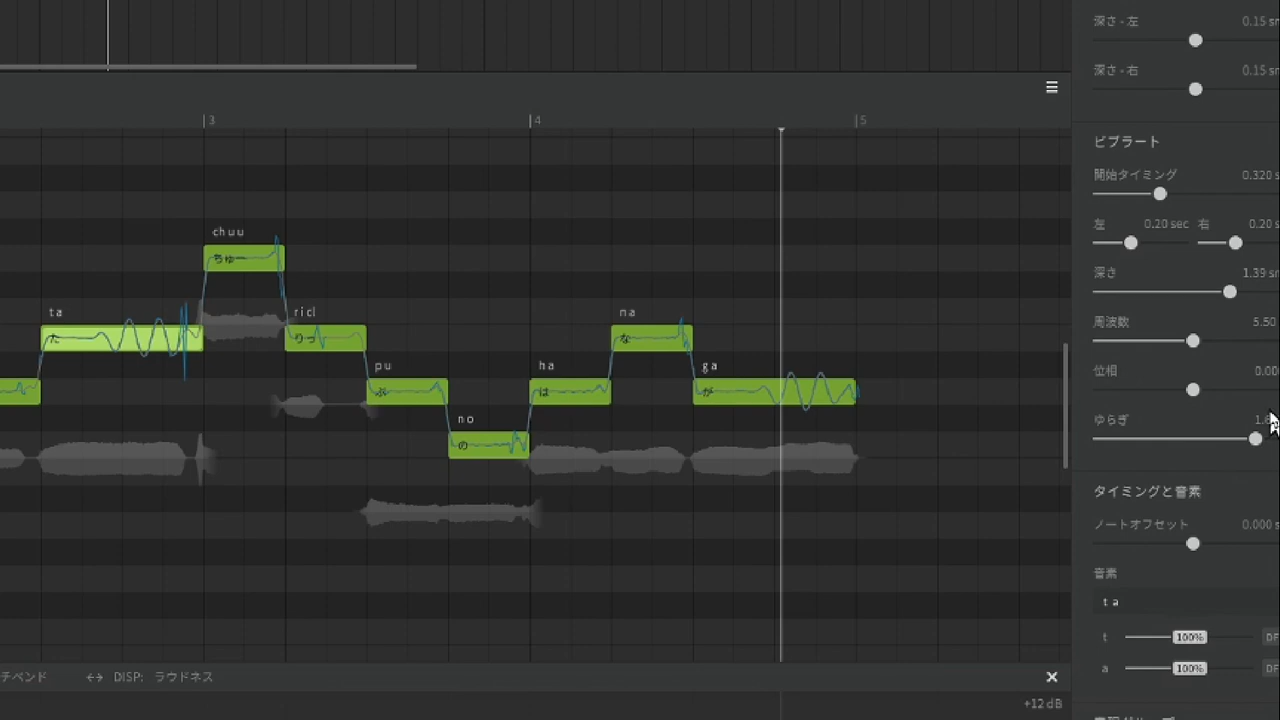 深さ - 左 0.15
深さ - 右 0.15
3 4 5
ビブラート
開始タイミング 0.320 s
左 0.20 sec 右 0.20 s
深さ 1.39
周波数 5.50
位相 0.00
ゆらぎ
タイミングと音素
ノートオフセット 0.000 s
音素
t a
t 100%
a 100%
chuu
ちゅー
ta
た
ricl
りっ
na
な
pu
ぷ
ha
は
ga
が
no
の
チベンド DISP: ラウドネス
+12 dB